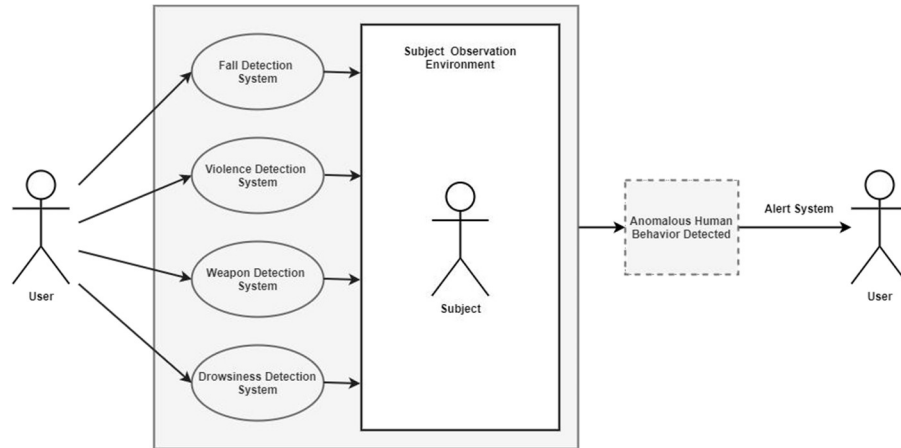 Fall Detection
System
Violence Detection
System
Weapon Detection
System
Drowsiness Detection
System
Subject Observation
Environment
Subject
User
Anomalous Human
Behavior Detected
Alert System
User